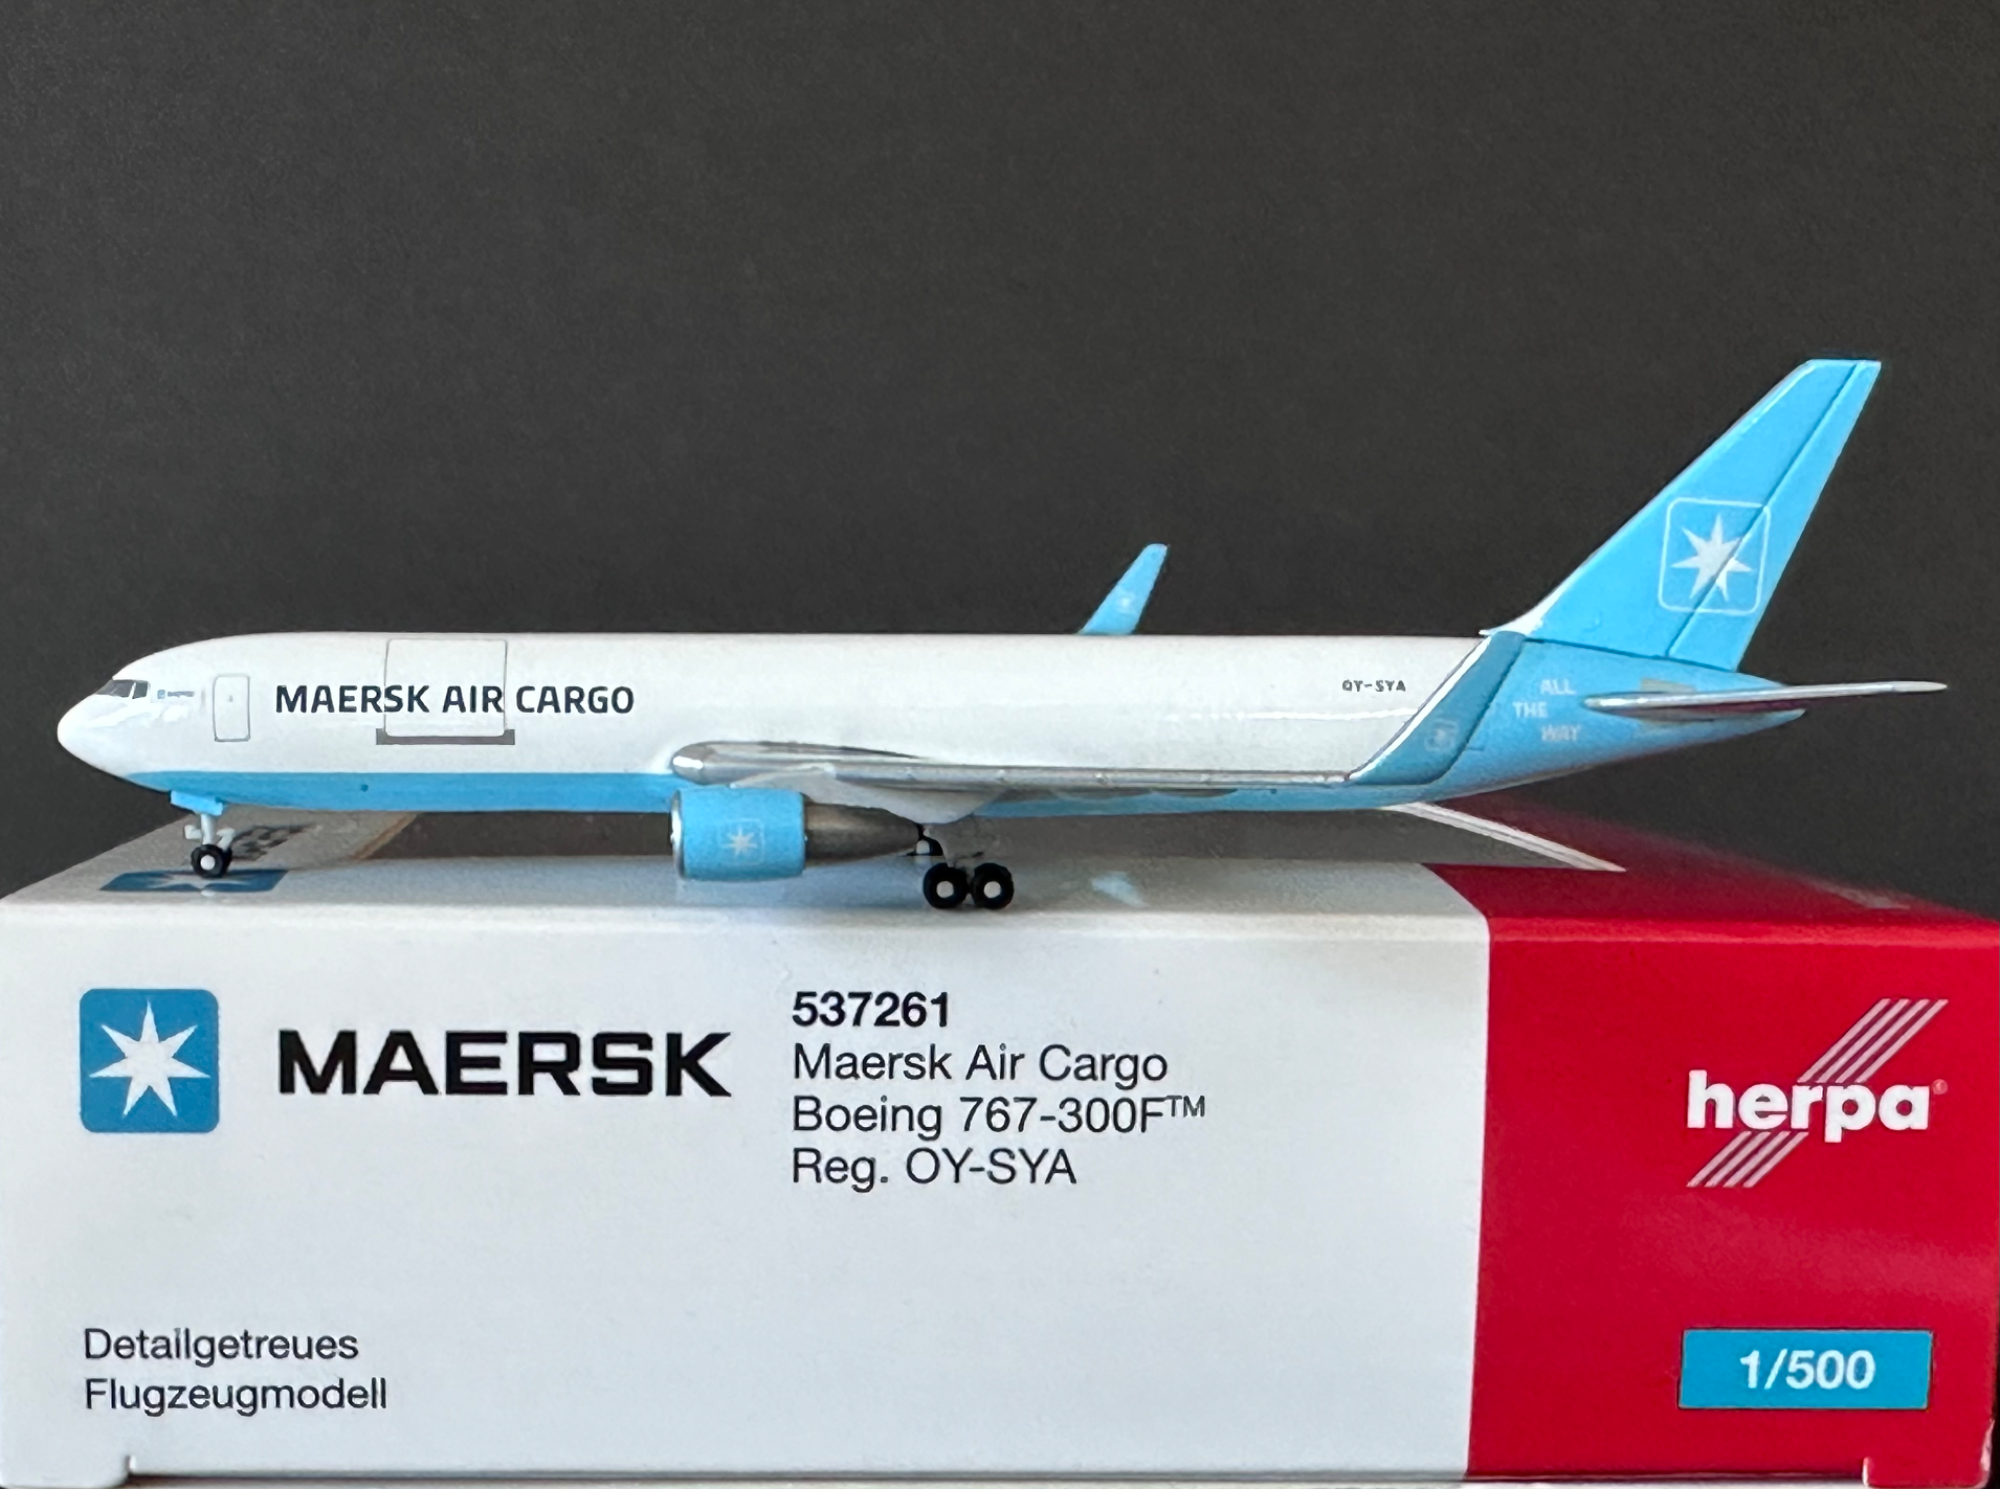 MAERSK AIR CARGO
OY-SYA
ALL
THE
WAY
MAERSK
537261
Maersk Air Cargo
Boeing 767-300F™
Reg. OY-SYA
herpa®
Detailgetreues
Flugzeugmodell
1/500